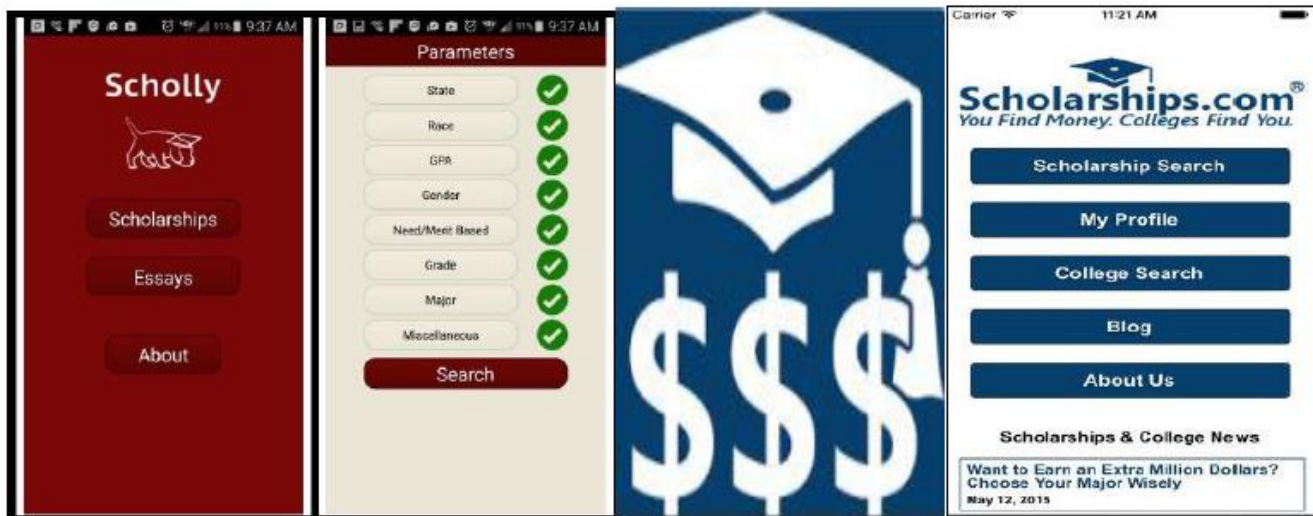 9:37 AM
Scholly
Scholarships
Essays
About
9:37 AM
Parameters
State
Race
GPA
Gender
Need/Merit Based
Grade
Major
Miscellaneous
Search
$$$
Carrier 11:21 AM
Scholarships.com®
You Find Money. Colleges Find You.
Scholarship Search
My Profile
College Search
Blog
About Us
Scholarships & College News
Want to Earn an Extra Million Dollars?
Choose Your Major Wisely
May 12, 2015